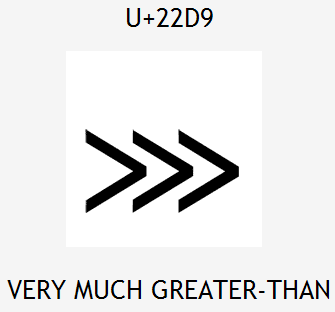 U+22D9
⋙
VERY MUCH GREATER-THAN